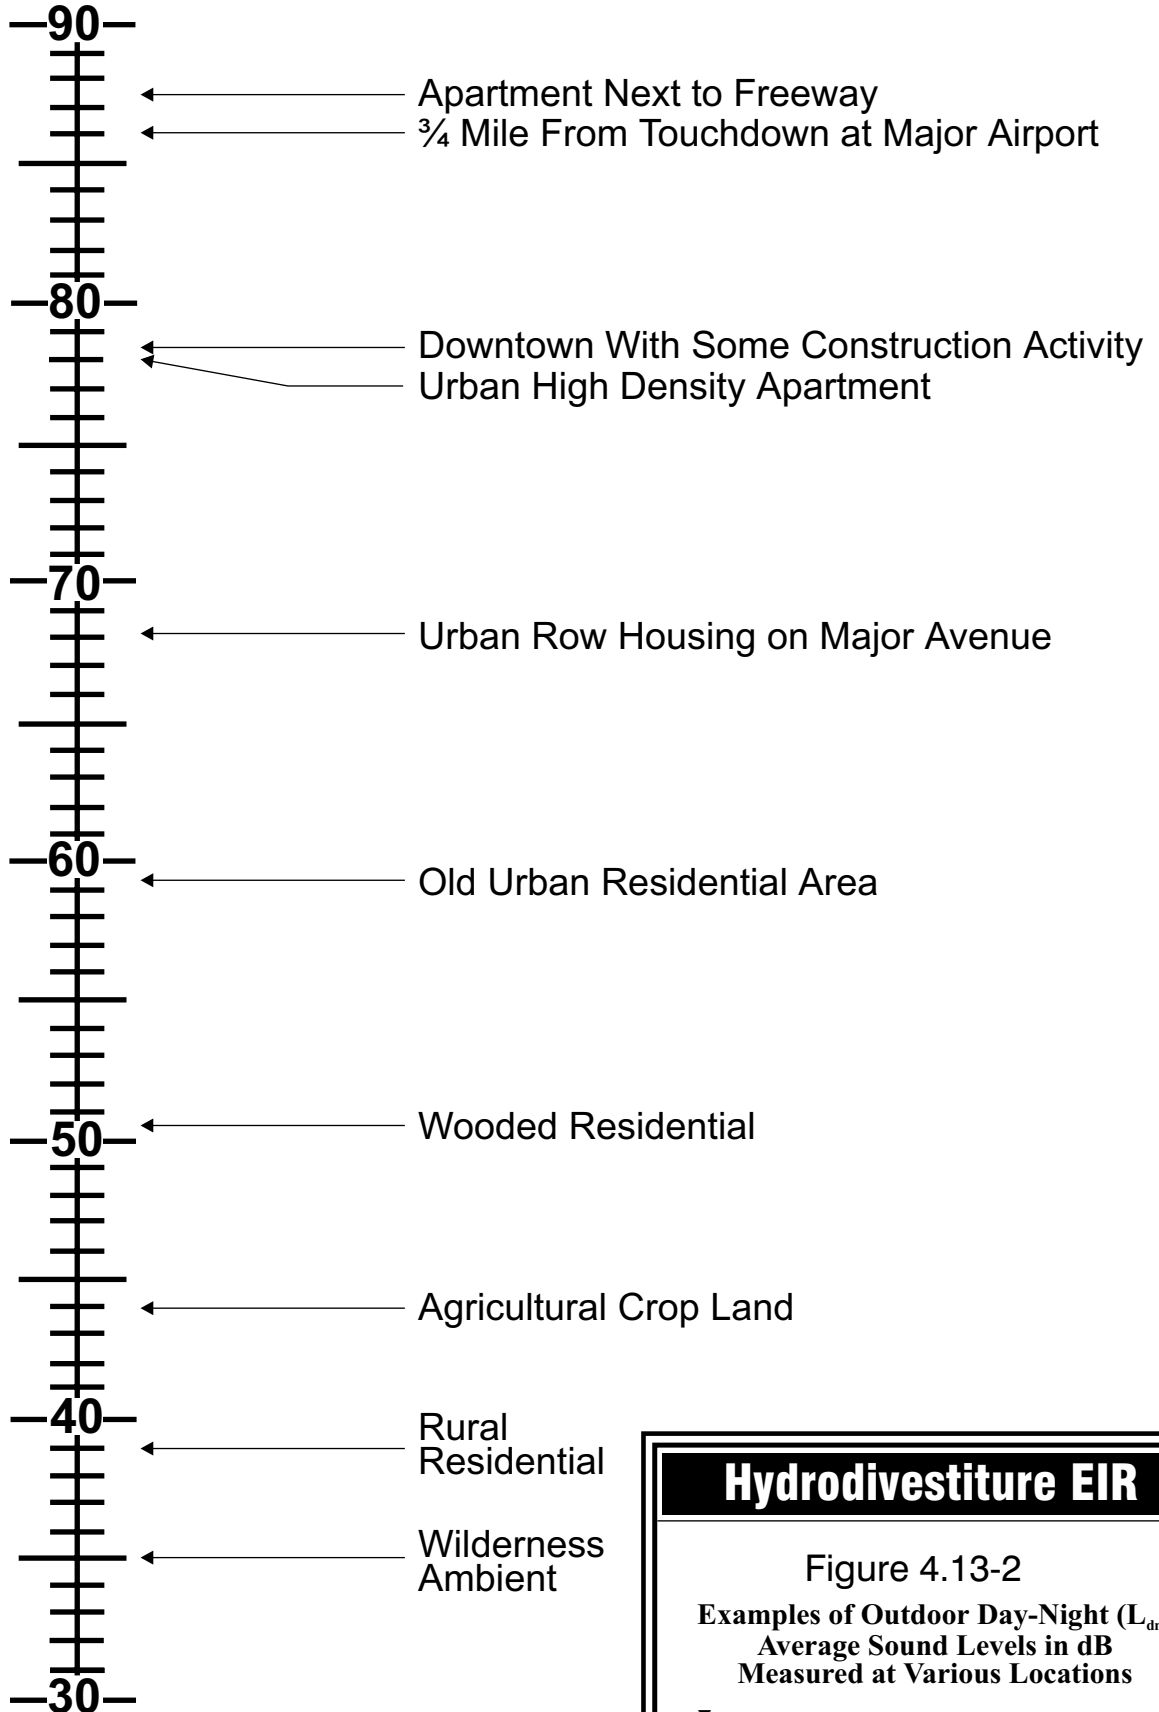 90
Apartment Next to Freeway
¾ Mile From Touchdown at Major Airport
80
Downtown With Some Construction Activity
Urban High Density Apartment
70
Urban Row Housing on Major Avenue
60
Old Urban Residential Area
50
Wooded Residential
Agricultural Crop Land
40
Rural
Residential
Wilderness
Ambient
30
Hydrodivestiture EIR
Figure 4.13-2
Examples of Outdoor Day-Night
Average Sound Levels in dB
Measured at Various Locations